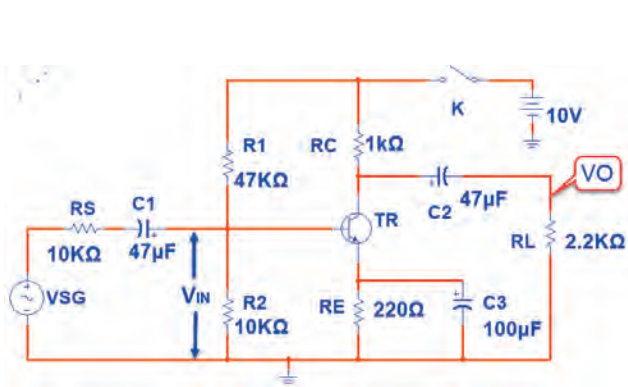 K
10V
R1
47KΩ
RC
1kΩ
VO
C2
47µF
RS
10KΩ
C1
47µF
TR
RL
2.2KΩ
VSG
VIN
R2
10KΩ
RE
220Ω
C3
100µF